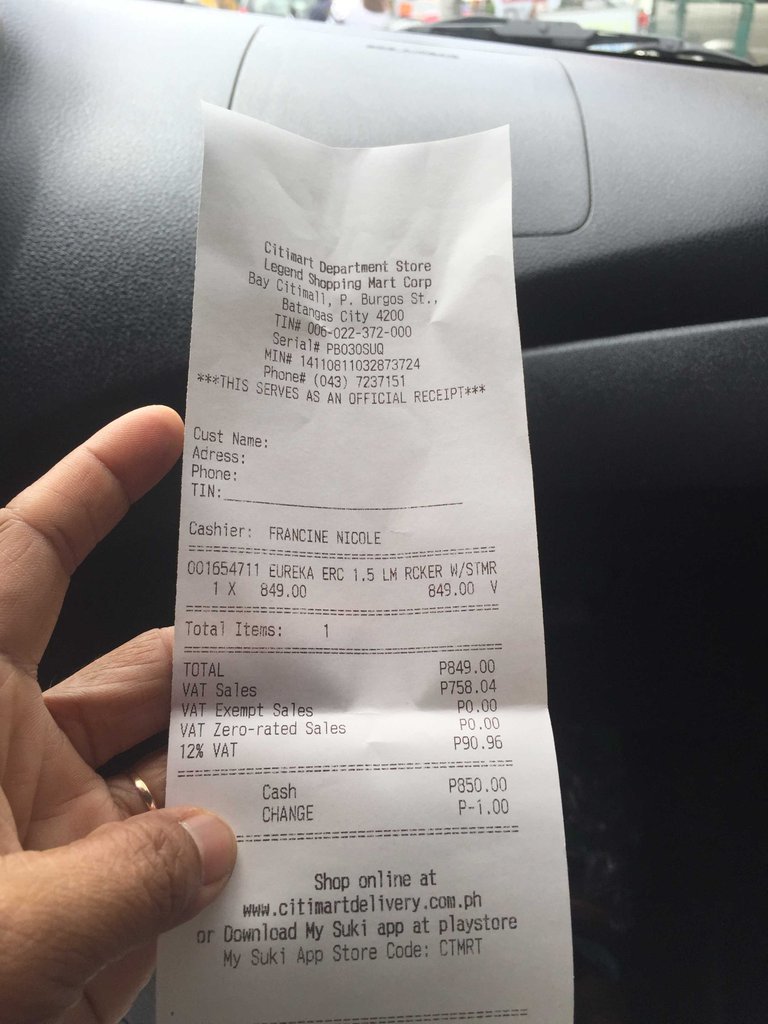 Citimart Department Store
Legend Shopping Mart Corp
Bay Citimall, P. Burgos St.,
Batangas City 4200
TIN# 006-022-372-000
Serial# PB030SUQ
MIN# 14110811032873724
Phone# (043) 7237151
***THIS SERVES AS AN OFFICIAL RECEIPT***
Cust Name:
Adress:
Phone:
TIN:
Cashier: FRANCINE NICOLE
001654711 EUREKA ERC 1.5 LM RCKER W/STMR
1 X 849.00 849.00 V
Total Items: 1
TOTAL P849.00
VAT Sales P758.04
VAT Exempt Sales P0.00
VAT Zero-rated Sales P0.00
12% VAT P90.96
Cash P850.00
CHANGE P-1.00
Shop online at
www.citimartdelivery.com.ph
or Download My Suki app at playstore
My Suki App Store Code: CTMRT